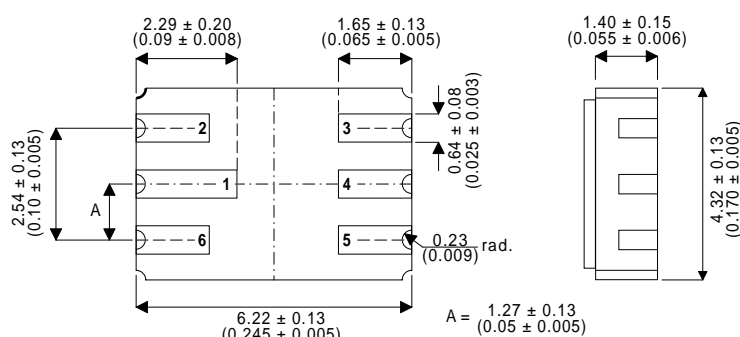 2.29 ± 0.20
(0.09 ± 0.008)
1.65 ± 0.13
(0.065 ± 0.005)
1.40 ± 0.15
(0.055 ± 0.006)
2
3
0.64 ± 0.08
(0.025 ± 0.003)
2.54 ± 0.13
(0.10 ± 0.005)
A
1
4
4.32 ± 0.13
(0.170 ± 0.005)
6
5
0.23
(0.009)
rad.
6.22 ± 0.13
(0.245 ± 0.005)
A = 1.27 ± 0.13
(0.05 ± 0.005)